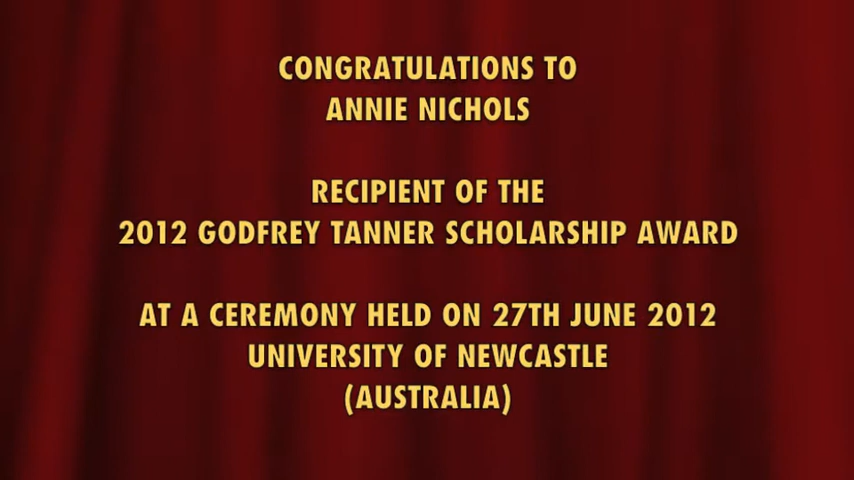 CONGRATULATIONS TO
ANNIE NICHOLS
RECIPIENT OF THE
2012 GODFREY TANNER SCHOLARSHIP AWARD
AT A CEREMONY HELD ON 27TH JUNE 2012
UNIVERSITY OF NEWCASTLE
(AUSTRALIA)